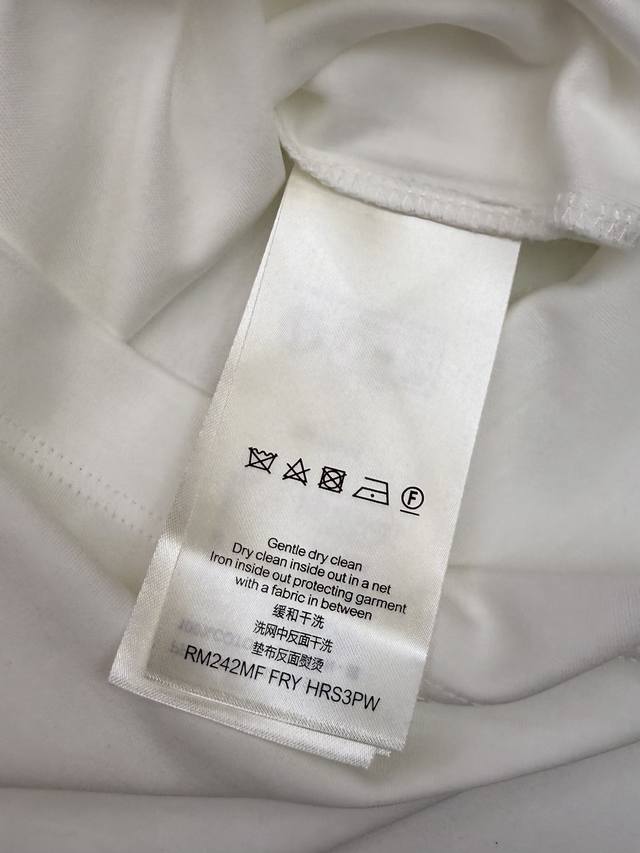 F
Gentle dry clean
Dry clean inside out in a net
Iron inside out protecting garment
with a fabric in between
缓和干洗
洗网中反面干洗
垫布反面熨烫
RM242MF FRY HRS3PW